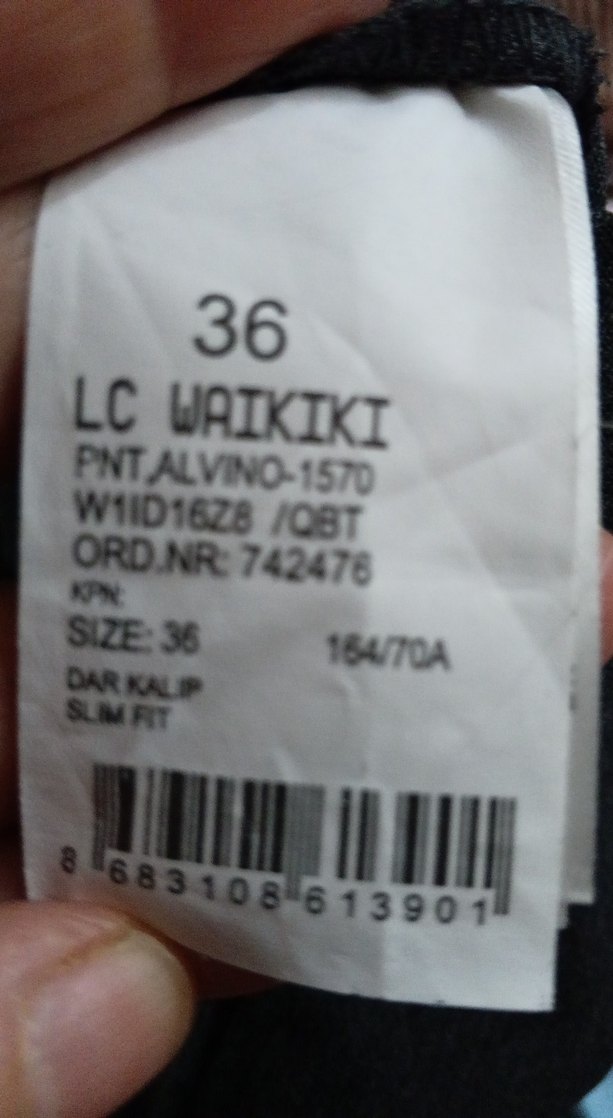 36
LC WAIKIKI
PNT.ALVINO-1570
W1IID16Z8 /QBT
ORD.NR: 742476
KPN:
SIZE: 36 164/70A
DAR KALIP
SLIM FIT
8 683108 613901